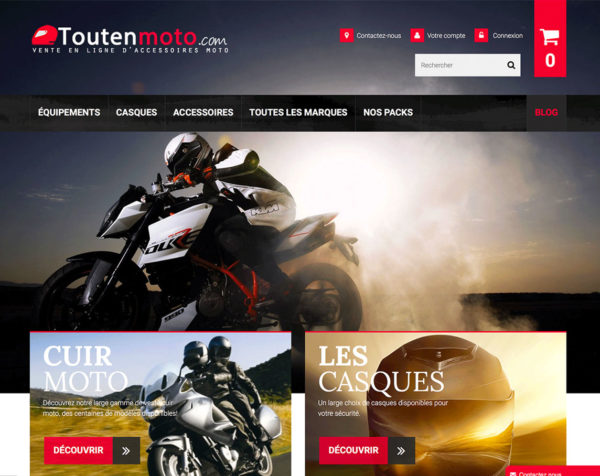 Toutenmoto.com
VENTE EN LIGNE D'ACCESSOIRES MOTO
Contactez-nous
Votre compte
Connexion
0
Rechercher
ÉQUIPEMENTS
CASQUES
ACCESSOIRES
TOUTES LES MARQUES
NOS PACKS
BLOG
KTM
DUKE
990
CUIR
MOTO
Découvrez notre large gamme de
moto, des centaines de modèles disponibles!
DÉCOUVRIR
LES
CASQUES
Un large choix de casques disponibles pour
votre sécurité.
DÉCOUVRIR
Contactez nous